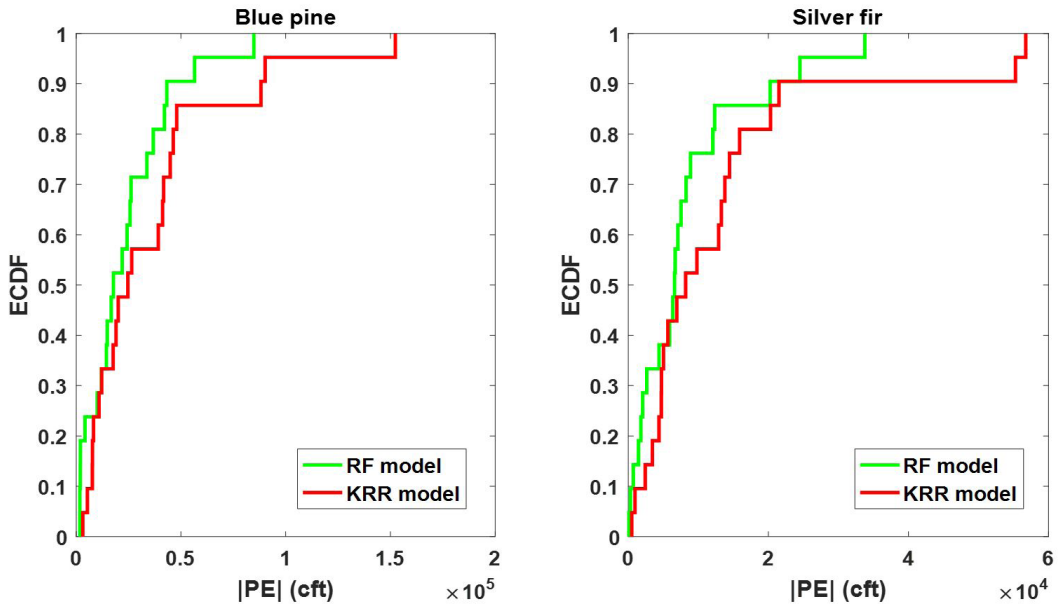 Blue pine
1
0.9
0.8
0.7
0.6
0.5
0.4
0.3
0.2
0.1
0
ECDF
RF model
KRR model
0 0.5 1 1.5 2
|PE| (cft)
×10^5
Silver fir
1
0.9
0.8
0.7
0.6
0.5
0.4
0.3
0.2
0.1
0
ECDF
RF model
KRR model
0 2 4 6
|PE| (cft)
×10^4